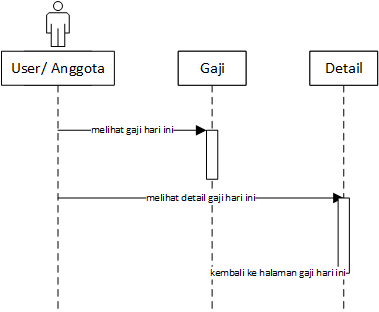 User/ Anggota
Gaji
Detail
melihat gaji hari ini
melihat detail gaji hari ini
kembali ke halaman gaji hari ini